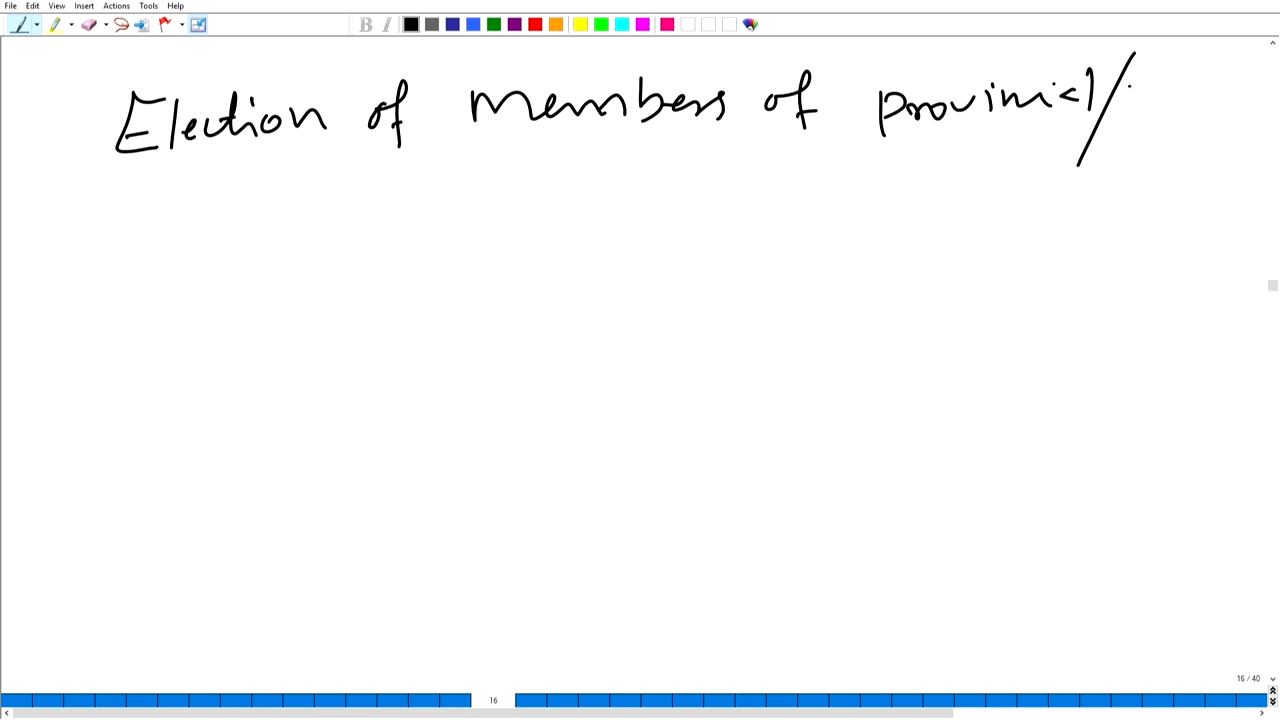 File Edit View Insert Actions Tools Help
B I
Election of members of provincial/
16 / 40
16